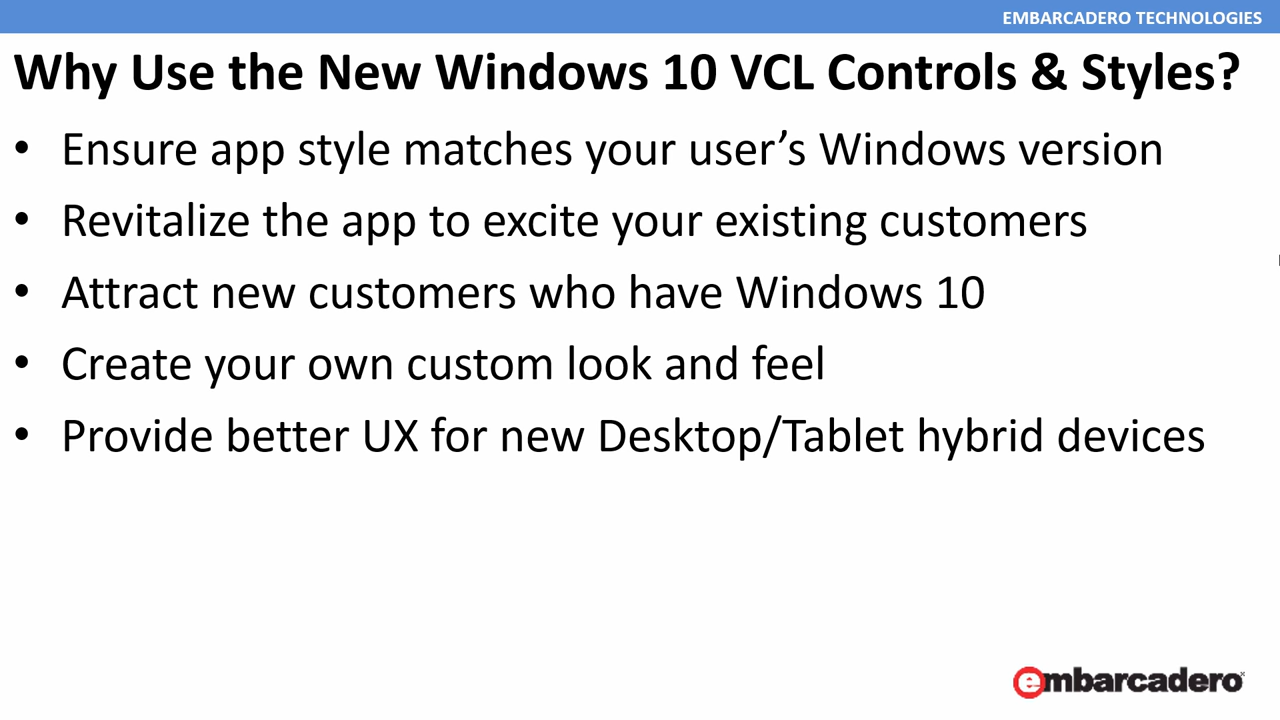 EMBARCADERO TECHNOLOGIES
Why Use the New Windows 10 VCL Controls & Styles?
• Ensure app style matches your user’s Windows version
• Revitalize the app to excite your existing customers
• Attract new customers who have Windows 10
• Create your own custom look and feel
• Provide better UX for new Desktop/Tablet hybrid devices
embarcadero